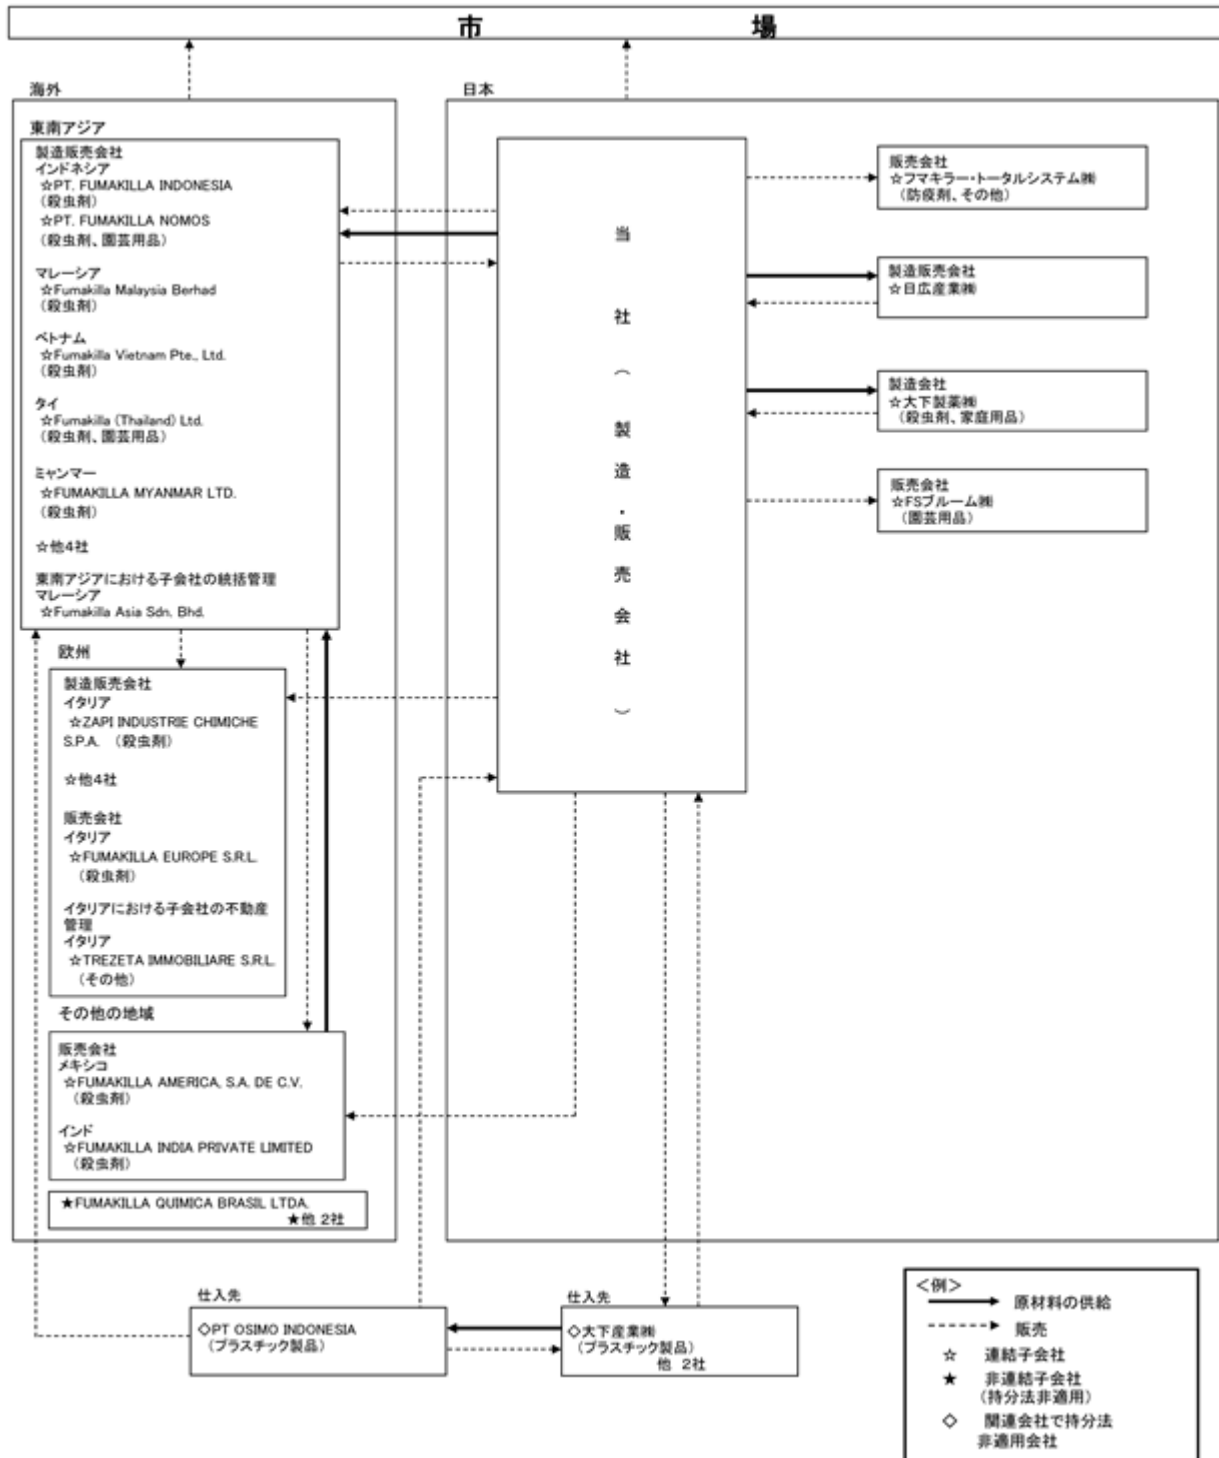 市場
海外
日本
東南アジア
製造販売会社
インドネシア
☆PT. FUMAKILLA INDONESIA
(殺虫剤)
☆PT. FUMAKILLA NOMOS
(殺虫剤、園芸用品)
マレーシア
☆Fumakilla Malaysia Berhad
(殺虫剤)
ベトナム
☆Fumakilla Vietnam Pte., Ltd.
(殺虫剤)
タイ
☆Fumakilla (Thailand) Ltd.
(殺虫剤、園芸用品)
ミャンマー
☆FUMAKILLA MYANMAR LTD.
(殺虫剤)
☆他4社
東南アジアにおける子会社の統括管理
マレーシア
☆Fumakilla Asia Sdn. Bhd.
欧州
製造販売会社
イタリア
☆ZAPI INDUSTRIE CHIMICHE
S.P.A. (殺虫剤)
☆他4社
販売会社
イタリア
☆FUMAKILLA EUROPE S.R.L.
(殺虫剤)
イタリアにおける子会社の不動産
管理
イタリア
☆TREZETA IMMOBILIARE S.R.L.
(その他)
その他の地域
販売会社
メキシコ
☆FUMAKILLA AMERICA, S.A. DE C.V.
(殺虫剤)
インド
☆FUMAKILLA INDIA PRIVATE LIMITED
(殺虫剤)
★FUMAKILLA QUIMICA BRASIL LTDA.
★他 2社
当社(製造・販売会社)
販売会社
☆フマキラー・トータルシステム㈱
(防疫剤、その他)
製造販売会社
☆日広産業㈱
製造会社
☆大下製薬㈱
(殺虫剤、家庭用品)
販売会社
☆FSブルーム㈱
(園芸用品)
仕入先
◇PT OSIMO INDONESIA
(プラスチック製品)
仕入先
◇大下産業㈱
(プラスチック製品)
他 2社
<例>
原材料の供給
販売
☆ 連結子会社
★ 非連結子会社
(持分法非適用)
◇ 関連会社で持分法
非適用会社